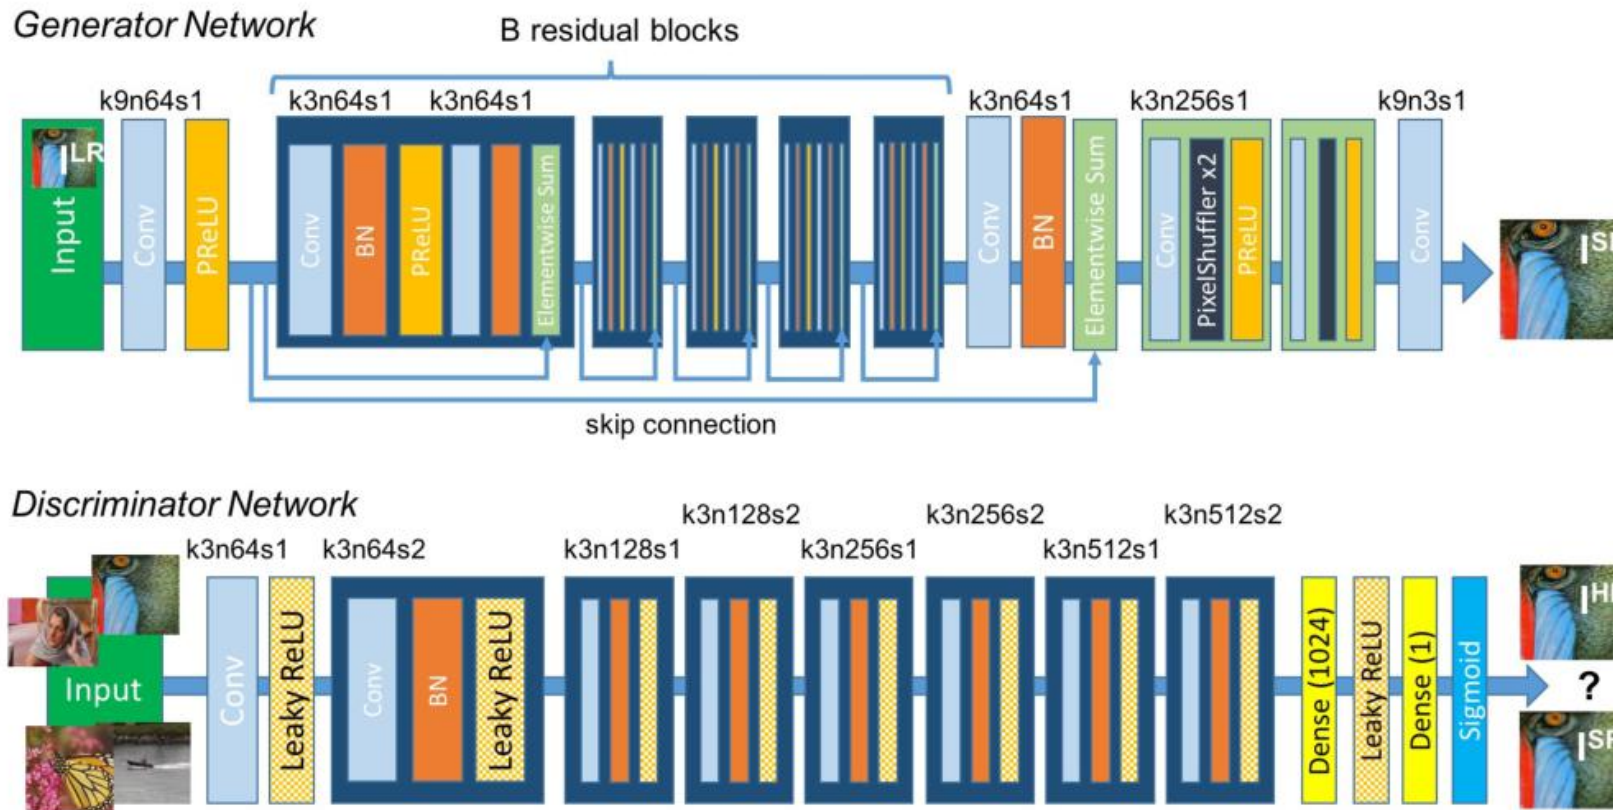 Generator Network
B residual blocks
k9n64s1
k3n64s1
k3n64s1
k3n64s1
k3n256s1
k9n3s1
I^LR
Input
Conv
PReLU
Conv
BN
PReLU
Elementwise Sum
Conv
BN
Elementwise Sum
Conv
PixelShuffler x2
PReLU
Conv
skip connection
Discriminator Network
k3n128s2
k3n256s2
k3n512s2
k3n64s1
k3n64s2
k3n128s1
k3n256s1
k3n512s1
Input
Conv
Leaky ReLU
Conv
BN
Leaky ReLU
Dense (1024)
Leaky ReLU
Dense (1)
Sigmoid
?